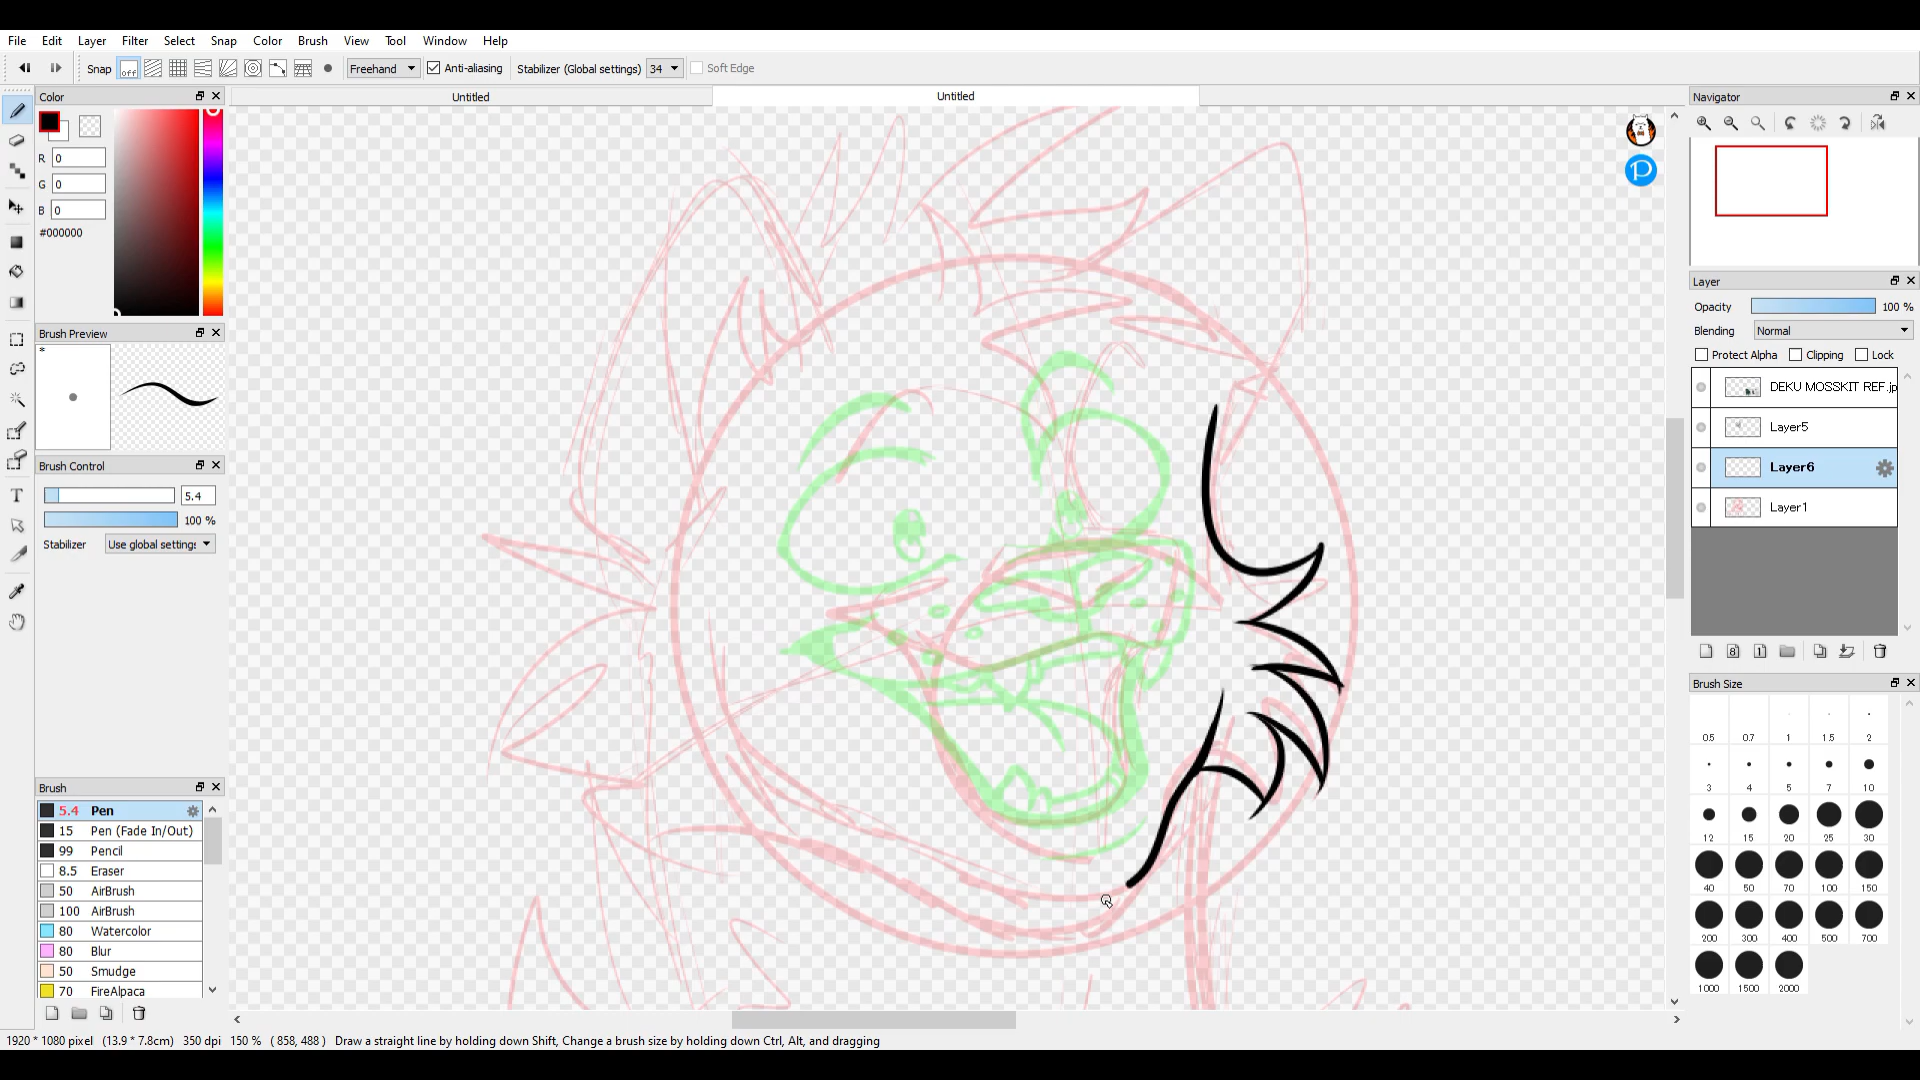 File Edit Layer Filter Select Snap Color Brush View Tool Window Help
Snap off Freehand Anti-aliasing Stabilizer (Global settings) 34 Soft Edge
Color
Untitled
Untitled
Navigator
R 0
G 0
B 0
#000000
Brush Preview
*
Brush Control
5.4
100 %
Stabilizer Use global setting:
Brush
5.4 Pen
15 Pen (Fade In/Out)
99 Pencil
8.5 Eraser
50 AirBrush
100 AirBrush
80 Watercolor
80 Blur
50 Smudge
70 FireAlpaca
P
Layer
Opacity 100 %
Blending Normal
Protect Alpha Clipping Lock
DEKU MOSSKIT REF.jp
Layer5
Layer6
Layer1
8 1
Brush Size
0.5 0.7 1 1.5 2
3 4 5 7 10
12 15 20 25 30
40 50 70 100 150
200 300 400 500 700
1000 1500 2000
1920 * 1080 pixel (13.9 * 7.8cm) 350 dpi 150 % ( 858, 488 ) Draw a straight line by holding down Shift, Change a brush size by holding down Ctrl, Alt, and dragging